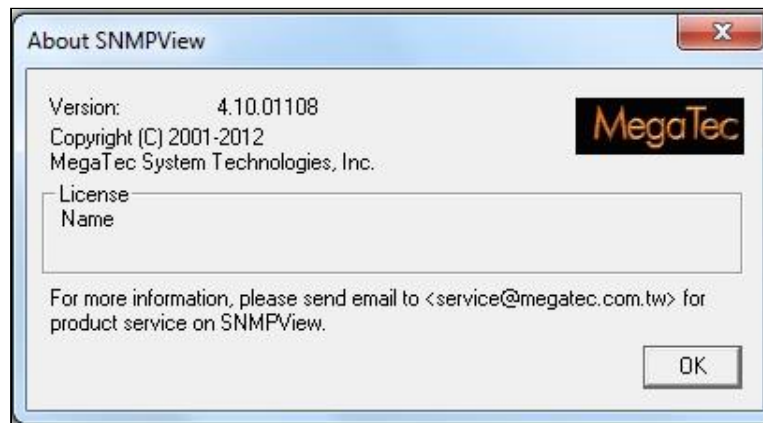 About SNMPView
Version: 4.10.01108
MegaTec
Copyright (C) 2001-2012
MegaTec System Technologies, Inc.
License
Name
For more information, please send email to <service@megatec.com.tw> for
product service on SNMPView.
OK